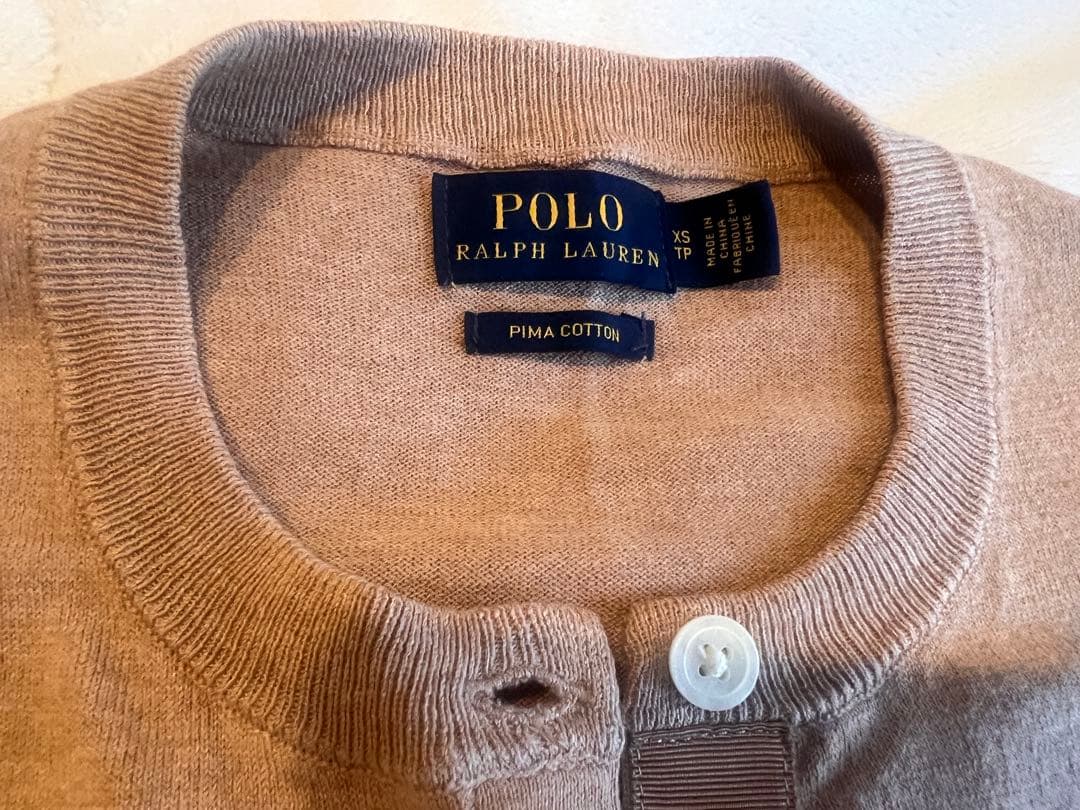 POLO
RALPH LAUREN
XS
TP
MADE IN
CHINA
FABRIQUÉ EN
CHINE
PIMA COTTON